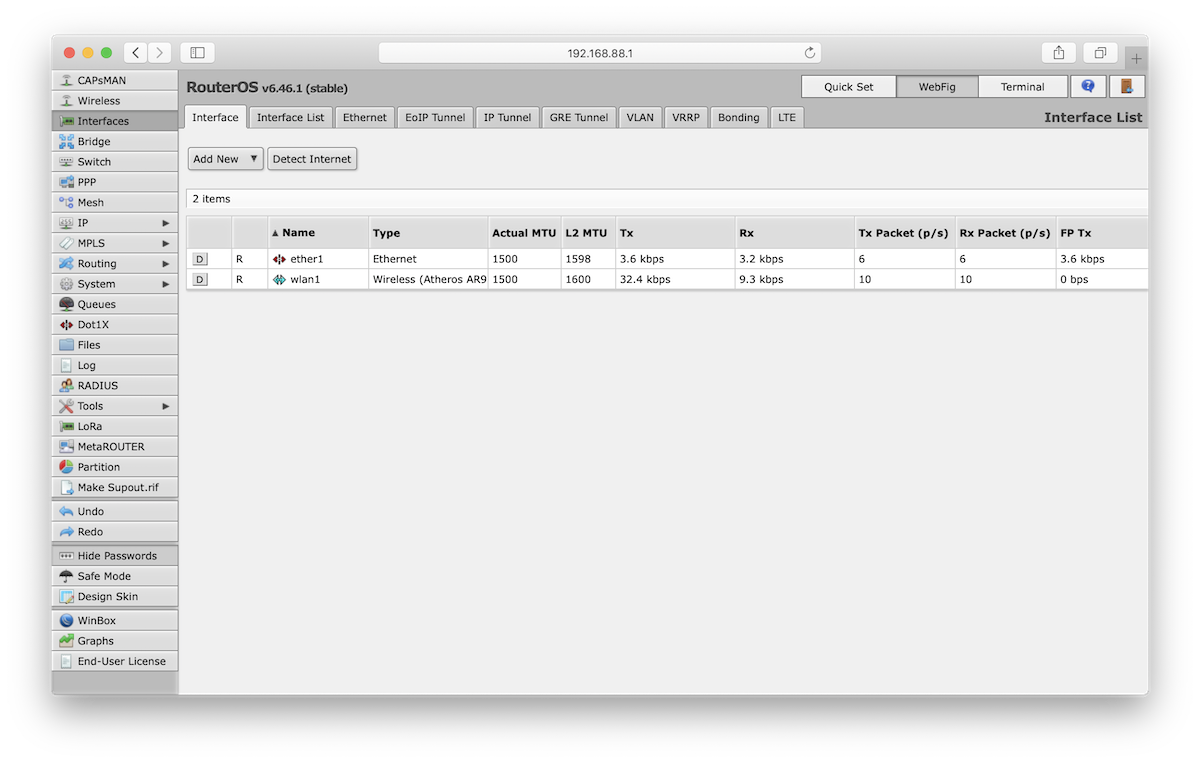 192.168.88.1
RouterOS v6.46.1 (stable)
Quick Set
WebFig
Terminal
CAPsMAN
Wireless
Interfaces
Bridge
Switch
PPP
Mesh
IP
MPLS
Routing
System
Queues
Dot1X
Files
Log
RADIUS
Tools
LoRa
MetaROUTER
Partition
Make Supout.rif
Undo
Redo
Hide Passwords
Safe Mode
Design Skin
WinBox
Graphs
End-User License
Interface Interface List Ethernet EoIP Tunnel IP Tunnel GRE Tunnel VLAN VRRP Bonding LTE Interface List
Add New ▼ Detect Internet
2 items
▲ Name Type Actual MTU L2 MTU Tx Rx Tx Packet (p/s) Rx Packet (p/s) FP Tx
D R ether1 Ethernet 1500 1598 3.6 kbps 3.2 kbps 6 6 3.6 kbps
D R wlan1 Wireless (Atheros AR9 1500 1600 32.4 kbps 9.3 kbps 10 10 0 bps